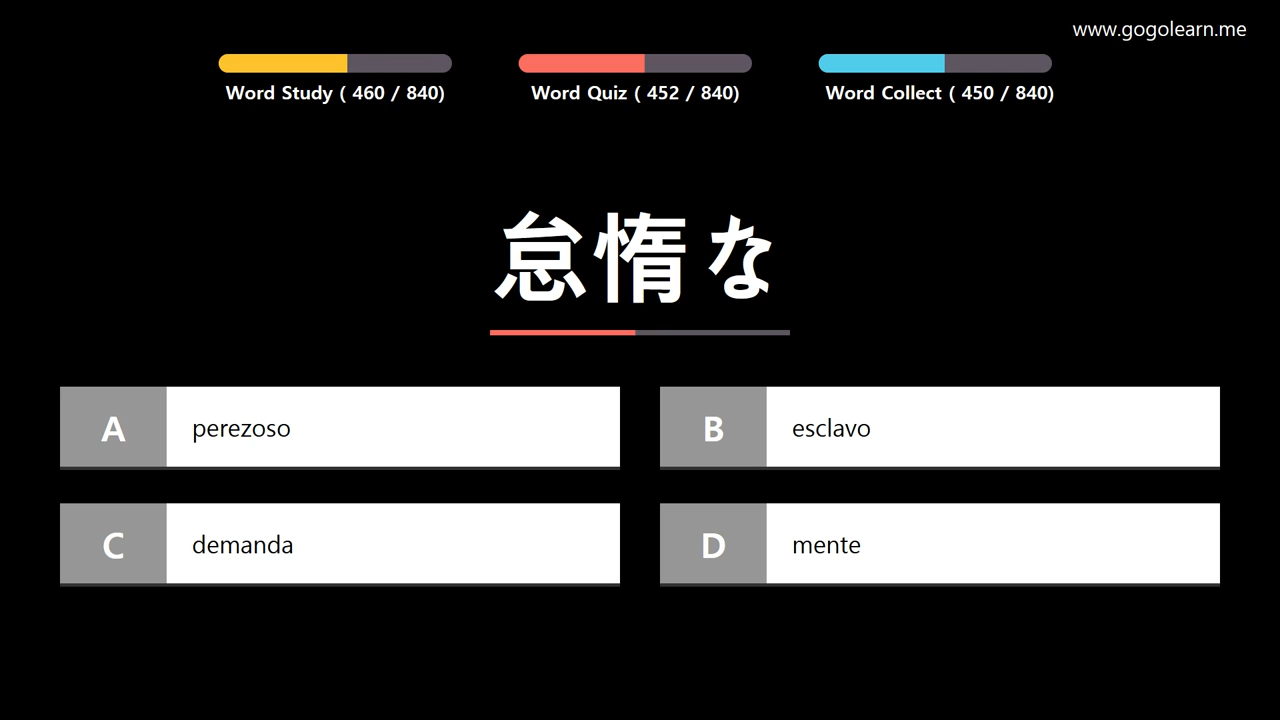 www.gogolearn.me
Word Study ( 460 / 840)
Word Quiz ( 452 / 840)
Word Collect ( 450 / 840)
怠惰な
A perezoso
B esclavo
C demanda
D mente